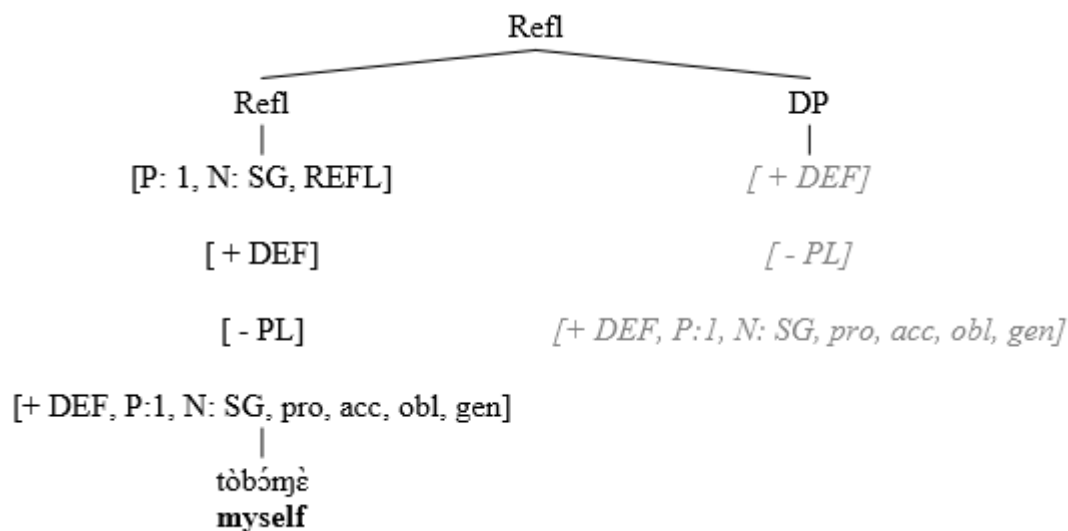 Refl
Refl DP
[P: 1, N: SG, REFL] [ + DEF]
[ + DEF] [ - PL]
[ - PL] [+ DEF, P:1, N: SG, pro, acc, obl, gen]
[+ DEF, P:1, N: SG, pro, acc, obl, gen]
tòbɔ́ɱɛ̀
myself